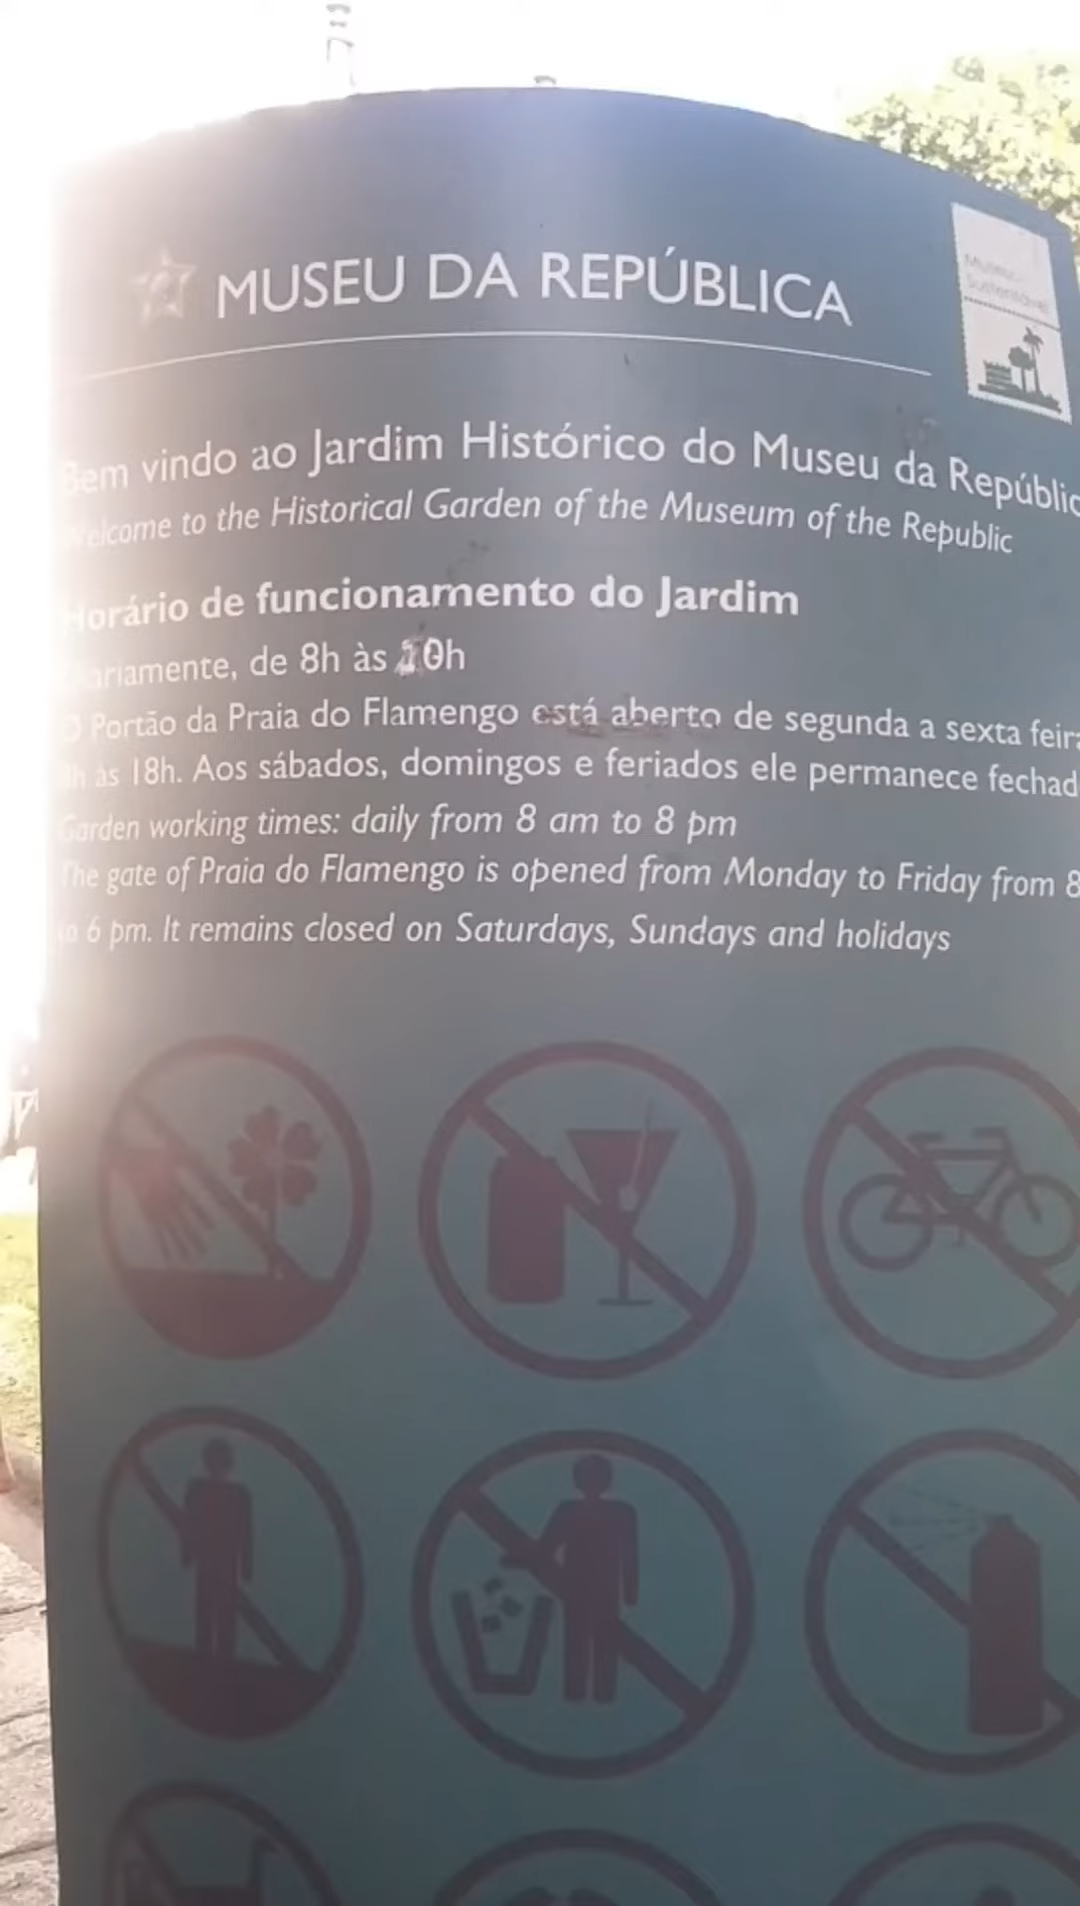 MUSEU DA REPÚBLICA
Museu
Sustentável
Bem vindo ao Jardim Histórico do Museu da Repúblic
Welcome to the Historical Garden of the Museum of the Republic
Horário de funcionamento do Jardim
Diariamente, de 8h às
O Portão da Praia do Flamengo está aberto de segunda a sexta feira
8h às 18h. Aos sábados, domingos e feriados ele permanece fechad
Garden working times: daily from 8 am to 8 pm
The gate of Praia do Flamengo is opened from Monday to Friday from 8
to 6 pm. It remains closed on Saturdays, Sundays and holidays